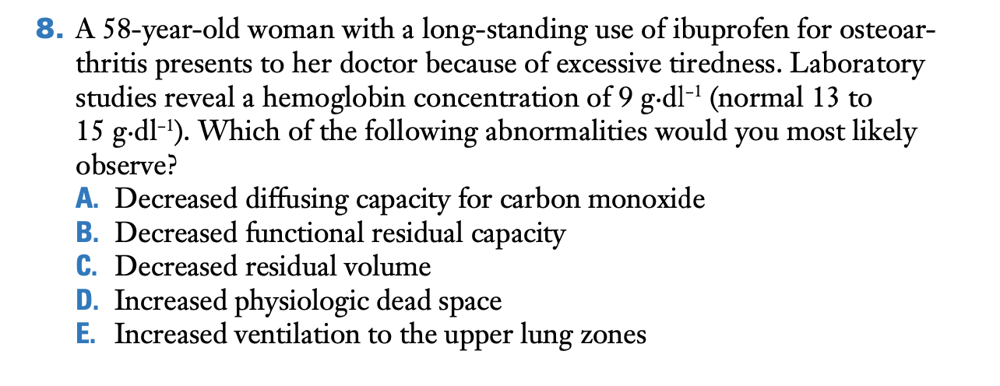 8. A 58-year-old woman with a long-standing use of ibuprofen for osteoar-
thritis presents to her doctor because of excessive tiredness. Laboratory
studies reveal a hemoglobin concentration of 9 g·dl⁻¹ (normal 13 to
15 g·dl⁻¹). Which of the following abnormalities would you most likely
observe?
A. Decreased diffusing capacity for carbon monoxide
B. Decreased functional residual capacity
C. Decreased residual volume
D. Increased physiologic dead space
E. Increased ventilation to the upper lung zones